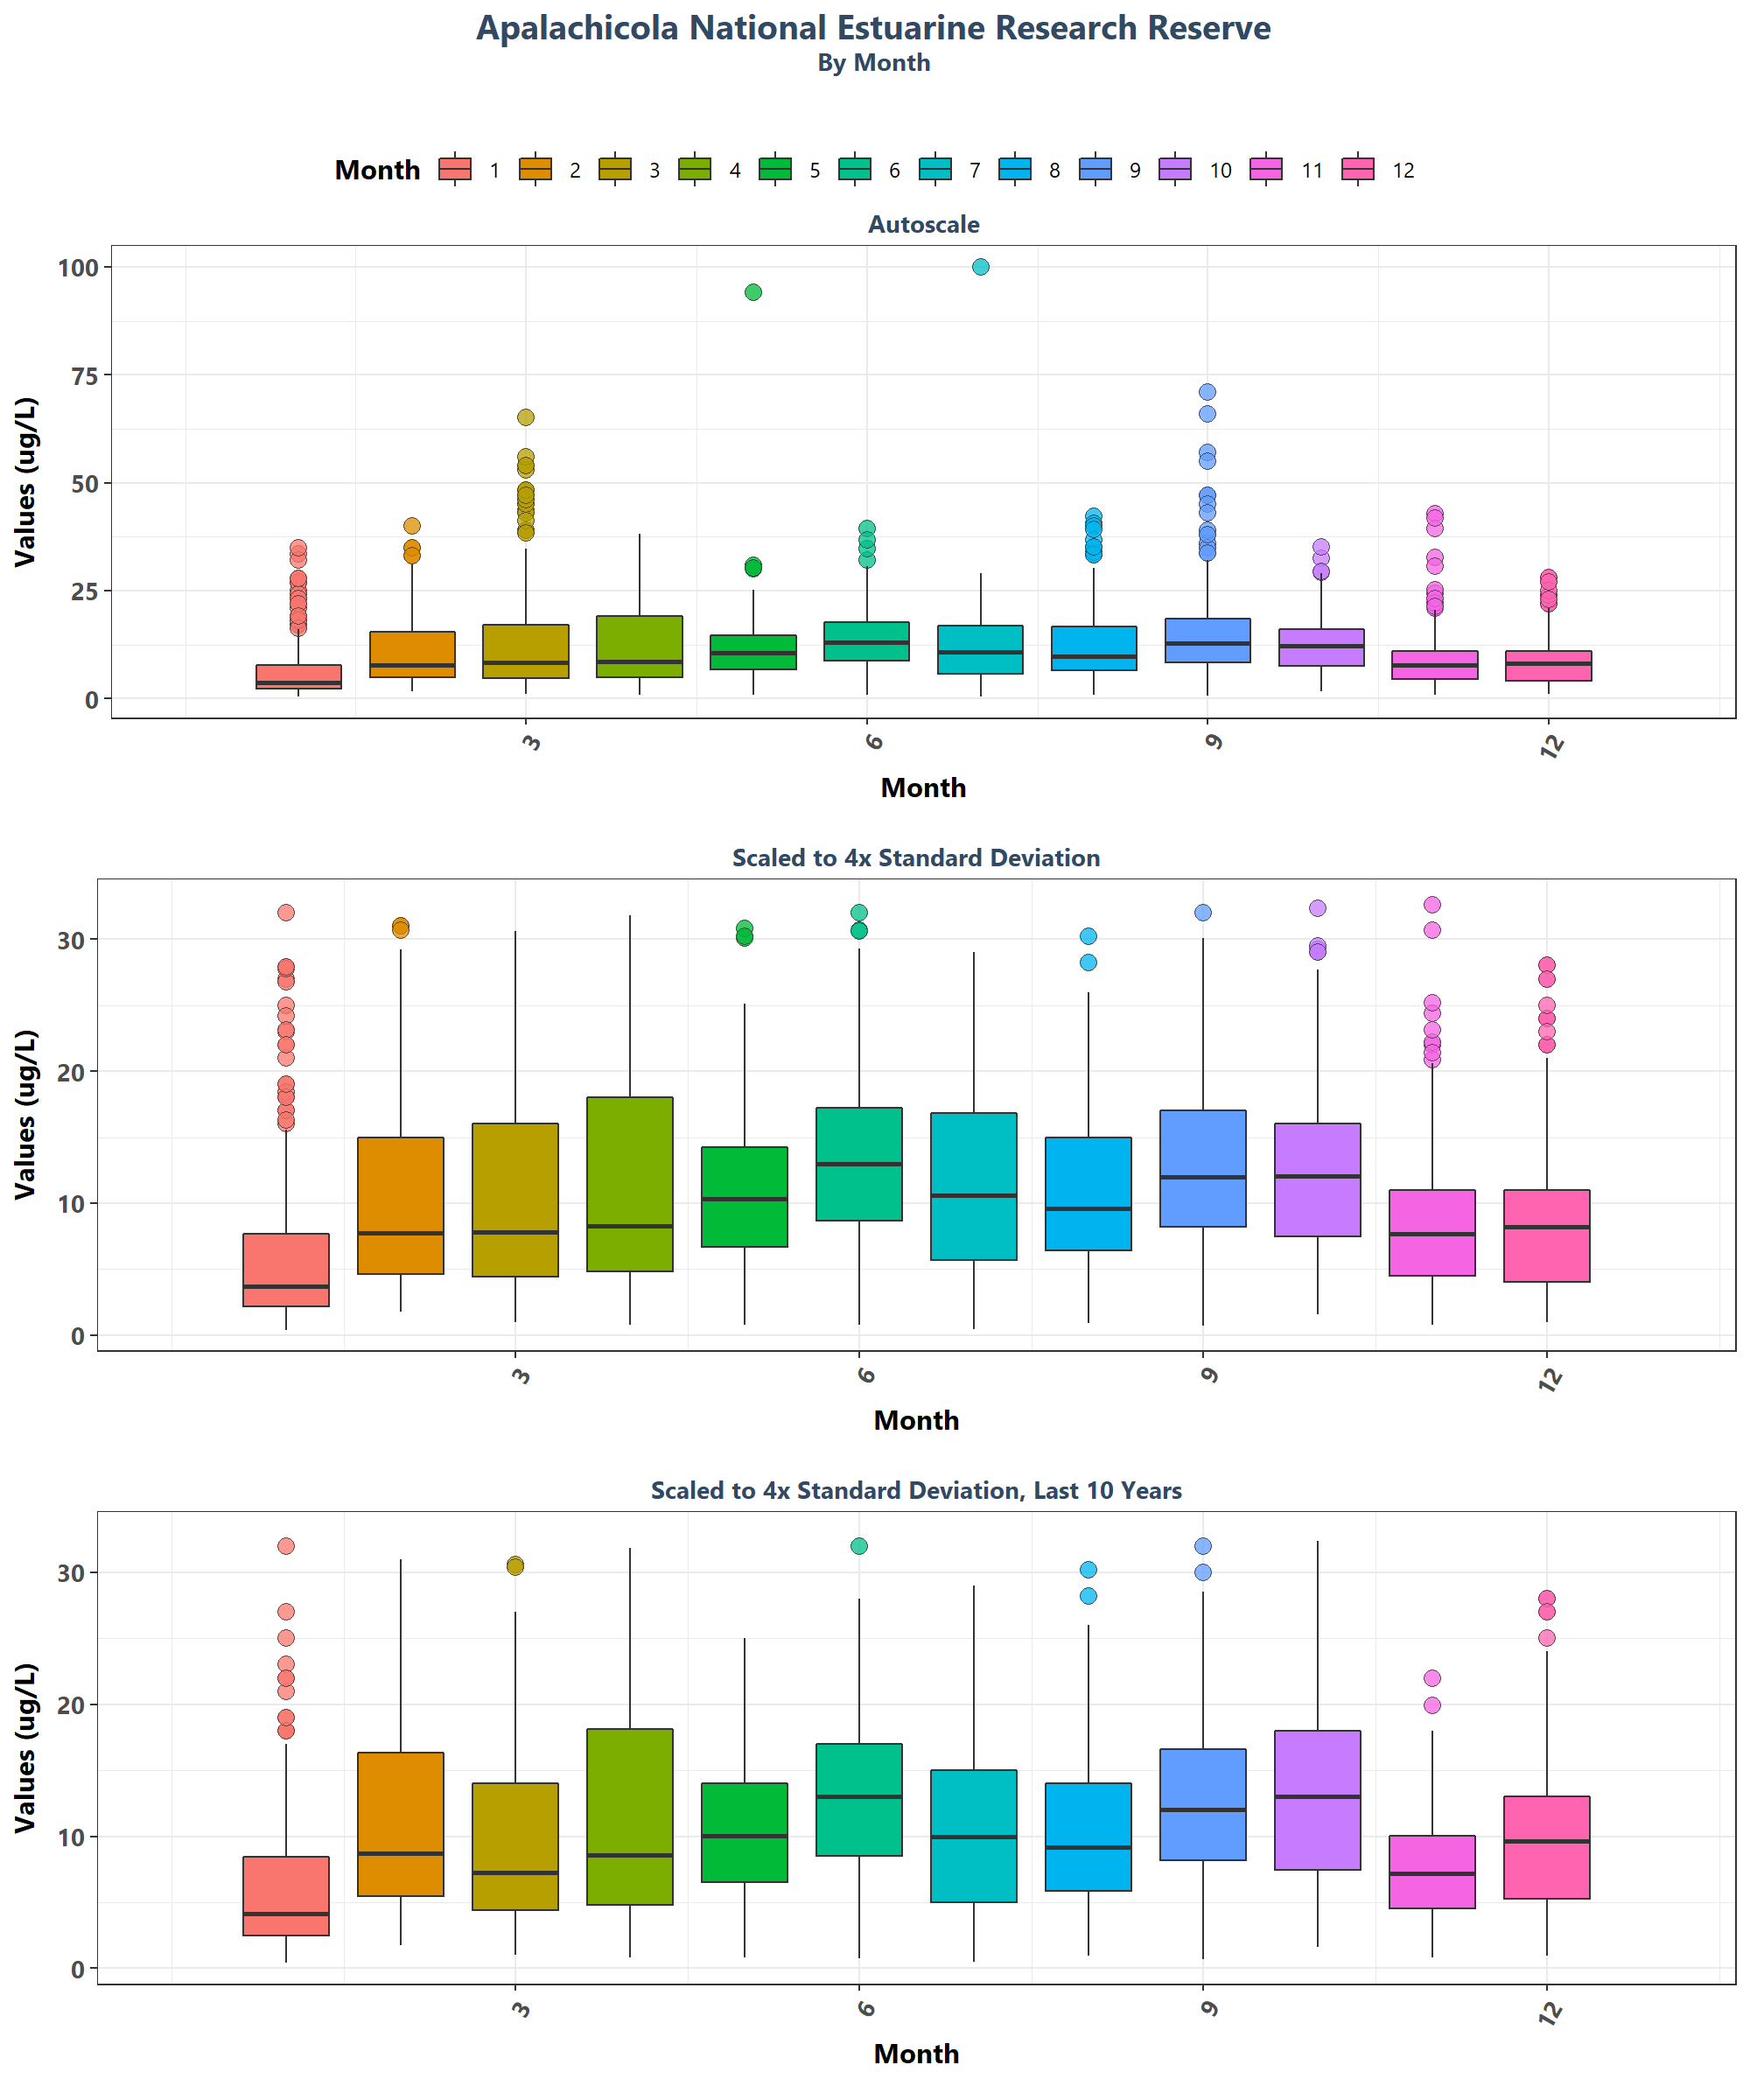 Apalachicola National Estuarine Research Reserve
By Month
Month 1 2 3 4 5 6 7 8 9 10 11 12
Autoscale
100
75
50
25
0
Values (ug/L)
3 6 9 12
Month
Scaled to 4x Standard Deviation
30
20
10
0
Values (ug/L)
3 6 9 12
Month
Scaled to 4x Standard Deviation, Last 10 Years
30
20
10
0
Values (ug/L)
3 6 9 12
Month